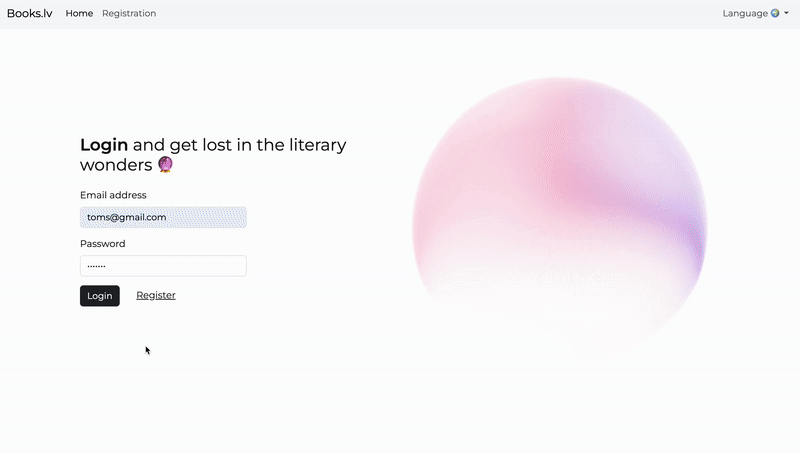 Books.lv Home Registration Language
Login and get lost in the literary
wonders
Email address
toms@gmail.com
Password
•••••••
Login Register